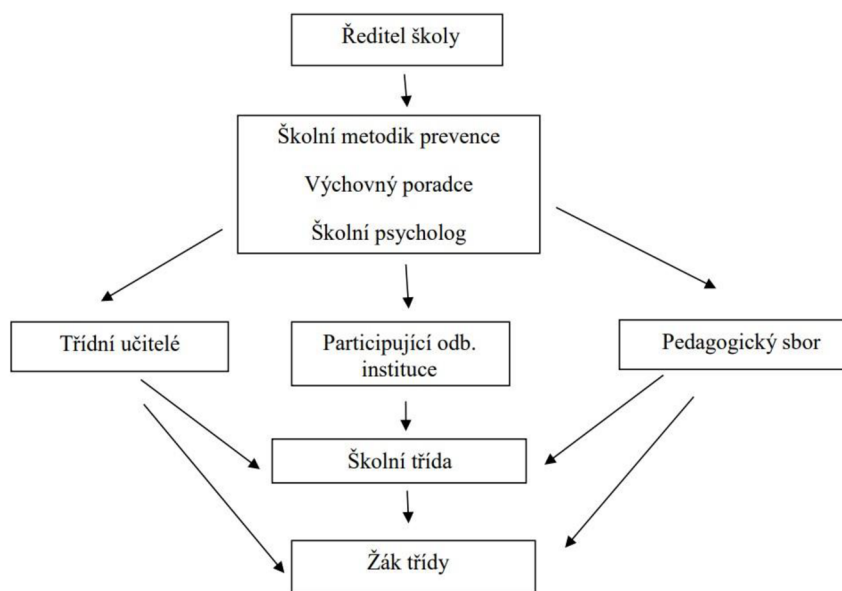 Ředitel školy
Školní metodik prevence
Výchovný poradce
Školní psycholog
Třídní učitelé
Participující odb.
instituce
Pedagogický sbor
Školní třída
Žák třídy